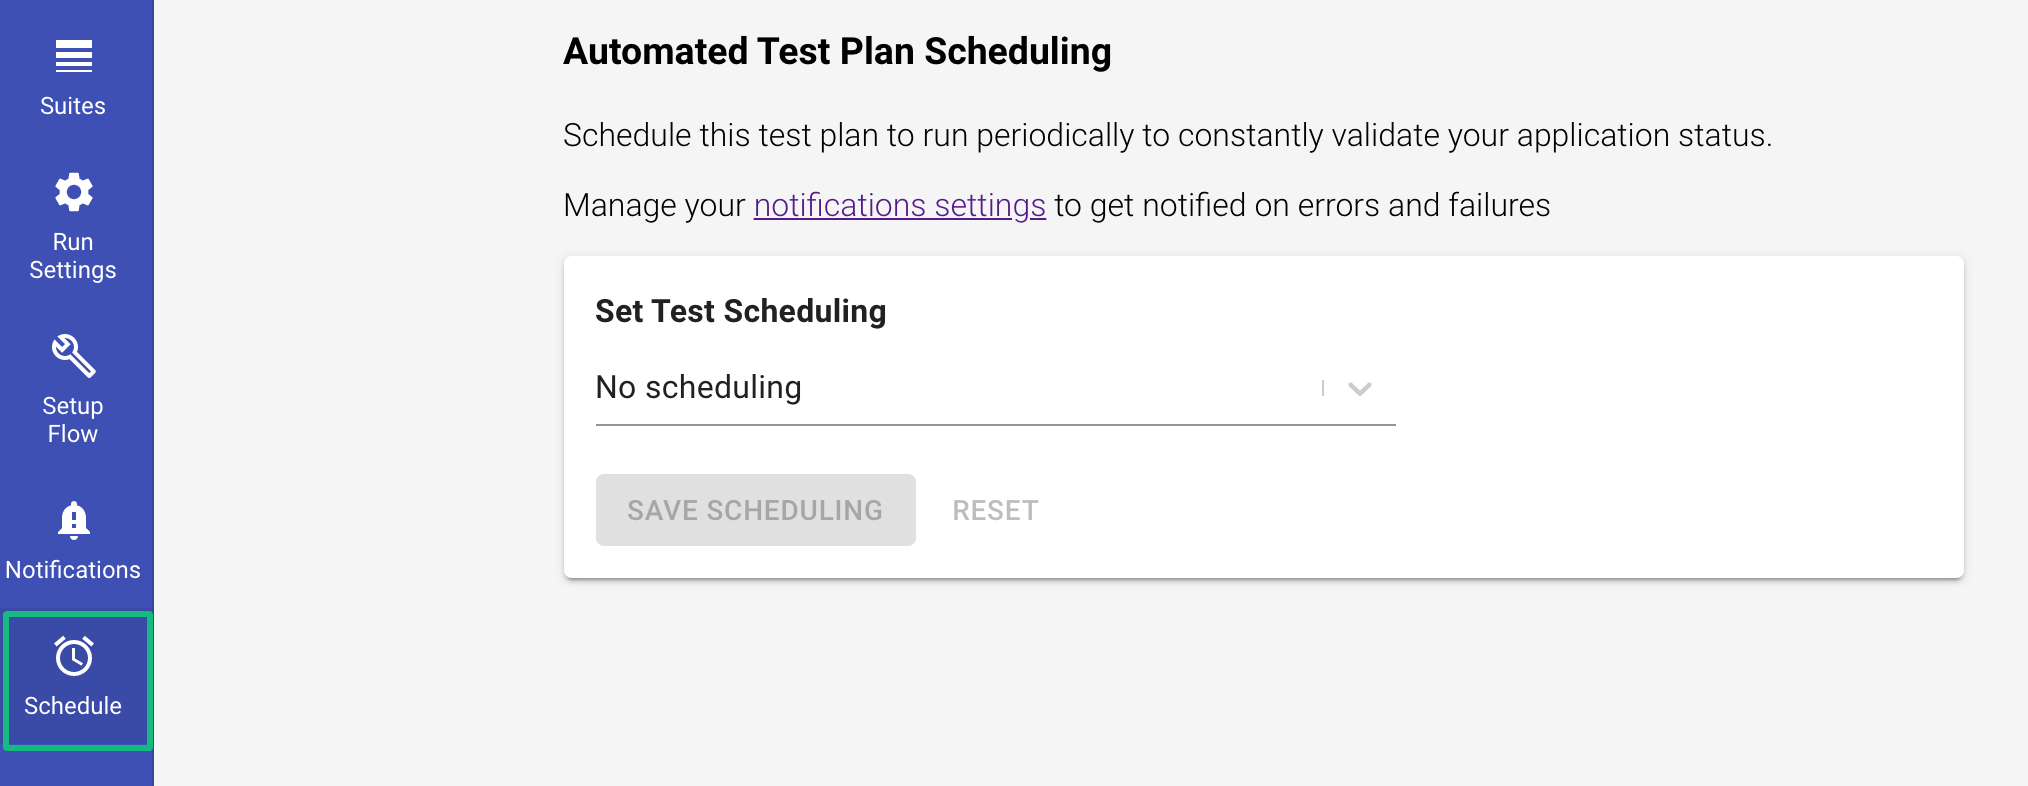 Suites
Run
Settings
Setup
Flow
Notifications
Schedule
Automated Test Plan Scheduling
Schedule this test plan to run periodically to constantly validate your application status.
Manage your notifications settings to get notified on errors and failures
Set Test Scheduling
No scheduling
SAVE SCHEDULING RESET